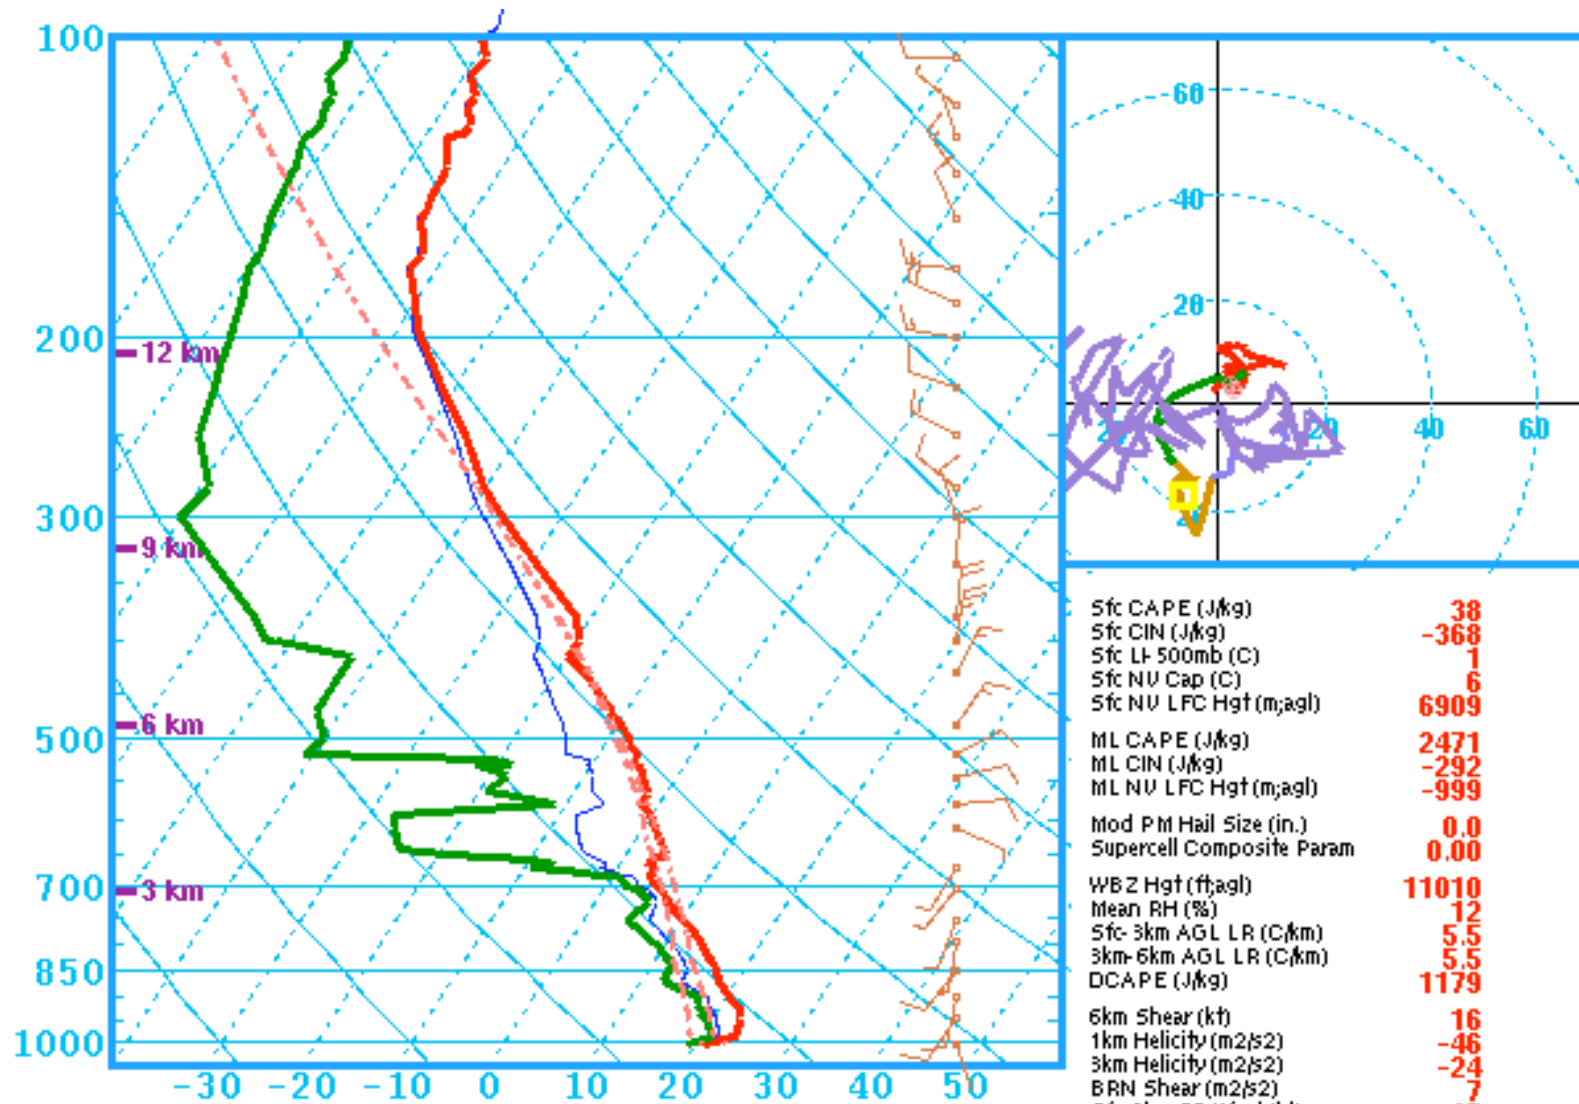 100
200
12 km
300
9 km
500
6 km
700
3 km
850
1000
-30 -20 -10 0 10 20 30 40 50
60
40
20
20 40 60
Sfc CAPE (J/kg) 38
Sfc CIN (J/kg) -368
Sfc LI-500mb (C) 1
Sfc NV Cap (C) 6
Sfc NV LFC Hgt (m;agl) 6909
ML CAPE (J/kg) 2471
ML CIN (J/kg) -292
ML NV LFC Hgt (m;agl) -999
Mod PM Hail Size (in.) 0.0
Supercell Composite Param 0.00
WBZ Hgt (ft;agl) 11010
Mean RH (%) 12
Sfc-3km AGL LR (C/km) 5.5
3km-6km AGL LR (C/km) 5.5
DCAPE (J/kg) 1179
6km Shear (kt) 16
1km Helicity (m2/s2) -46
3km Helicity (m2/s2) -24
BRN Shear (m2/s2) 7